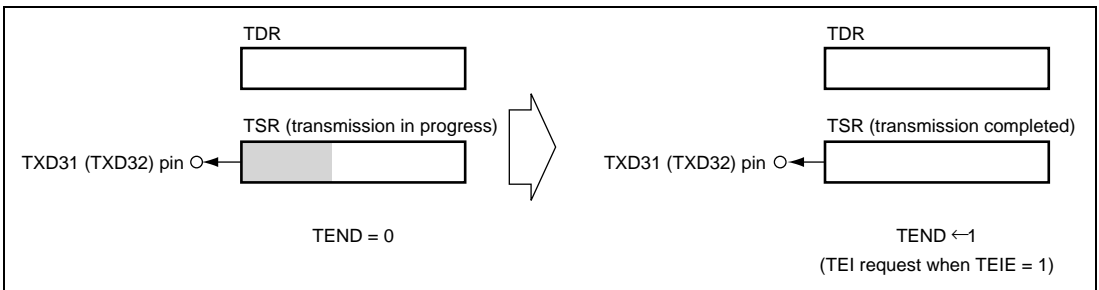 TDR
TSR (transmission in progress)
TXD31 (TXD32) pin
TEND = 0
TDR
TSR (transmission completed)
TXD31 (TXD32) pin
TEND ←1
(TEI request when TEIE = 1)